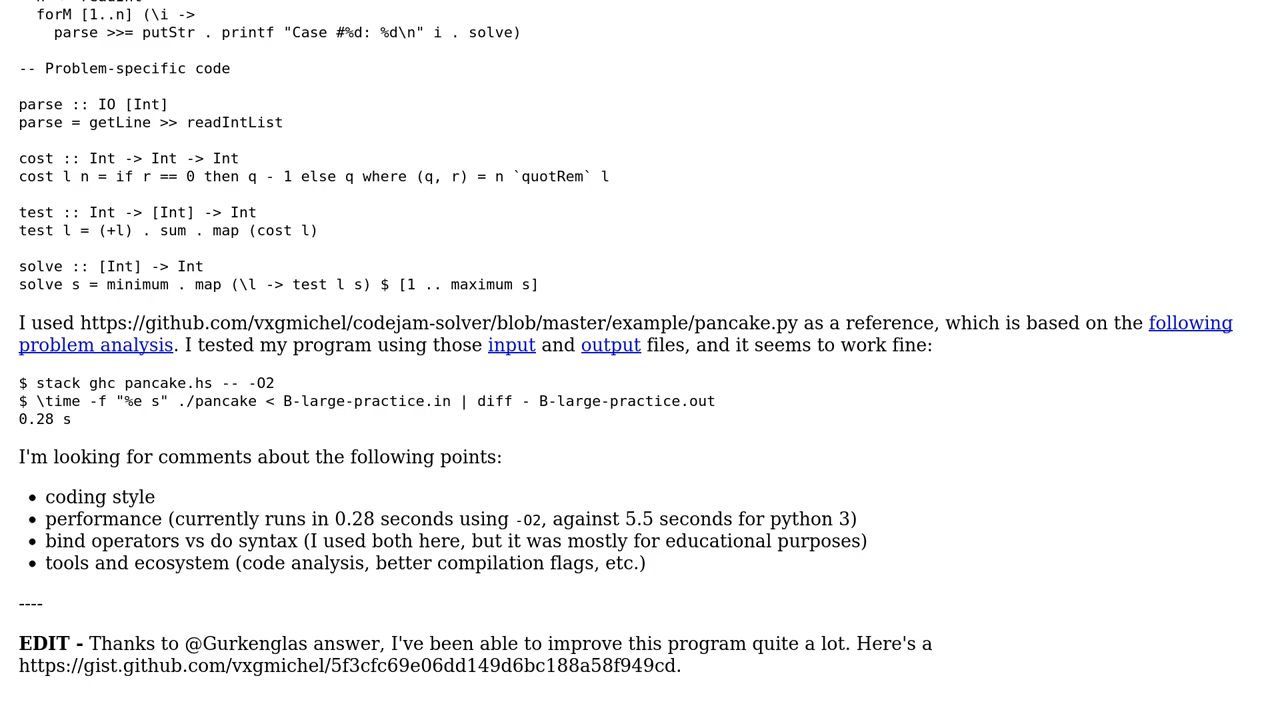 forM [1..n] (\i ->
parse >>= putStr . printf "Case #%d: %d\n" i . solve)
-- Problem-specific code
parse :: IO [Int]
parse = getLine >> readIntList
cost :: Int -> Int -> Int
cost l n = if r == 0 then q - 1 else q where (q, r) = n `quotRem` l
test :: Int -> [Int] -> Int
test l = (+l) . sum . map (cost l)
solve :: [Int] -> Int
solve s = minimum . map (\l -> test l s) $ [1 .. maximum s]
I used https://github.com/vxgmichel/codejam-solver/blob/master/example/pancake.py as a reference, which is based on the following
problem analysis. I tested my program using those input and output files, and it seems to work fine:
$ stack ghc pancake.hs -- -O2
$ \time -f "%e s" ./pancake < B-large-practice.in | diff - B-large-practice.out
0.28 s
I'm looking for comments about the following points:
• coding style
• performance (currently runs in 0.28 seconds using -O2, against 5.5 seconds for python 3)
• bind operators vs do syntax (I used both here, but it was mostly for educational purposes)
• tools and ecosystem (code analysis, better compilation flags, etc.)
----
EDIT - Thanks to @Gurkenglas answer, I've been able to improve this program quite a lot. Here's a
https://gist.github.com/vxgmichel/5f3cfc69e06dd149d6bc188a58f949cd.